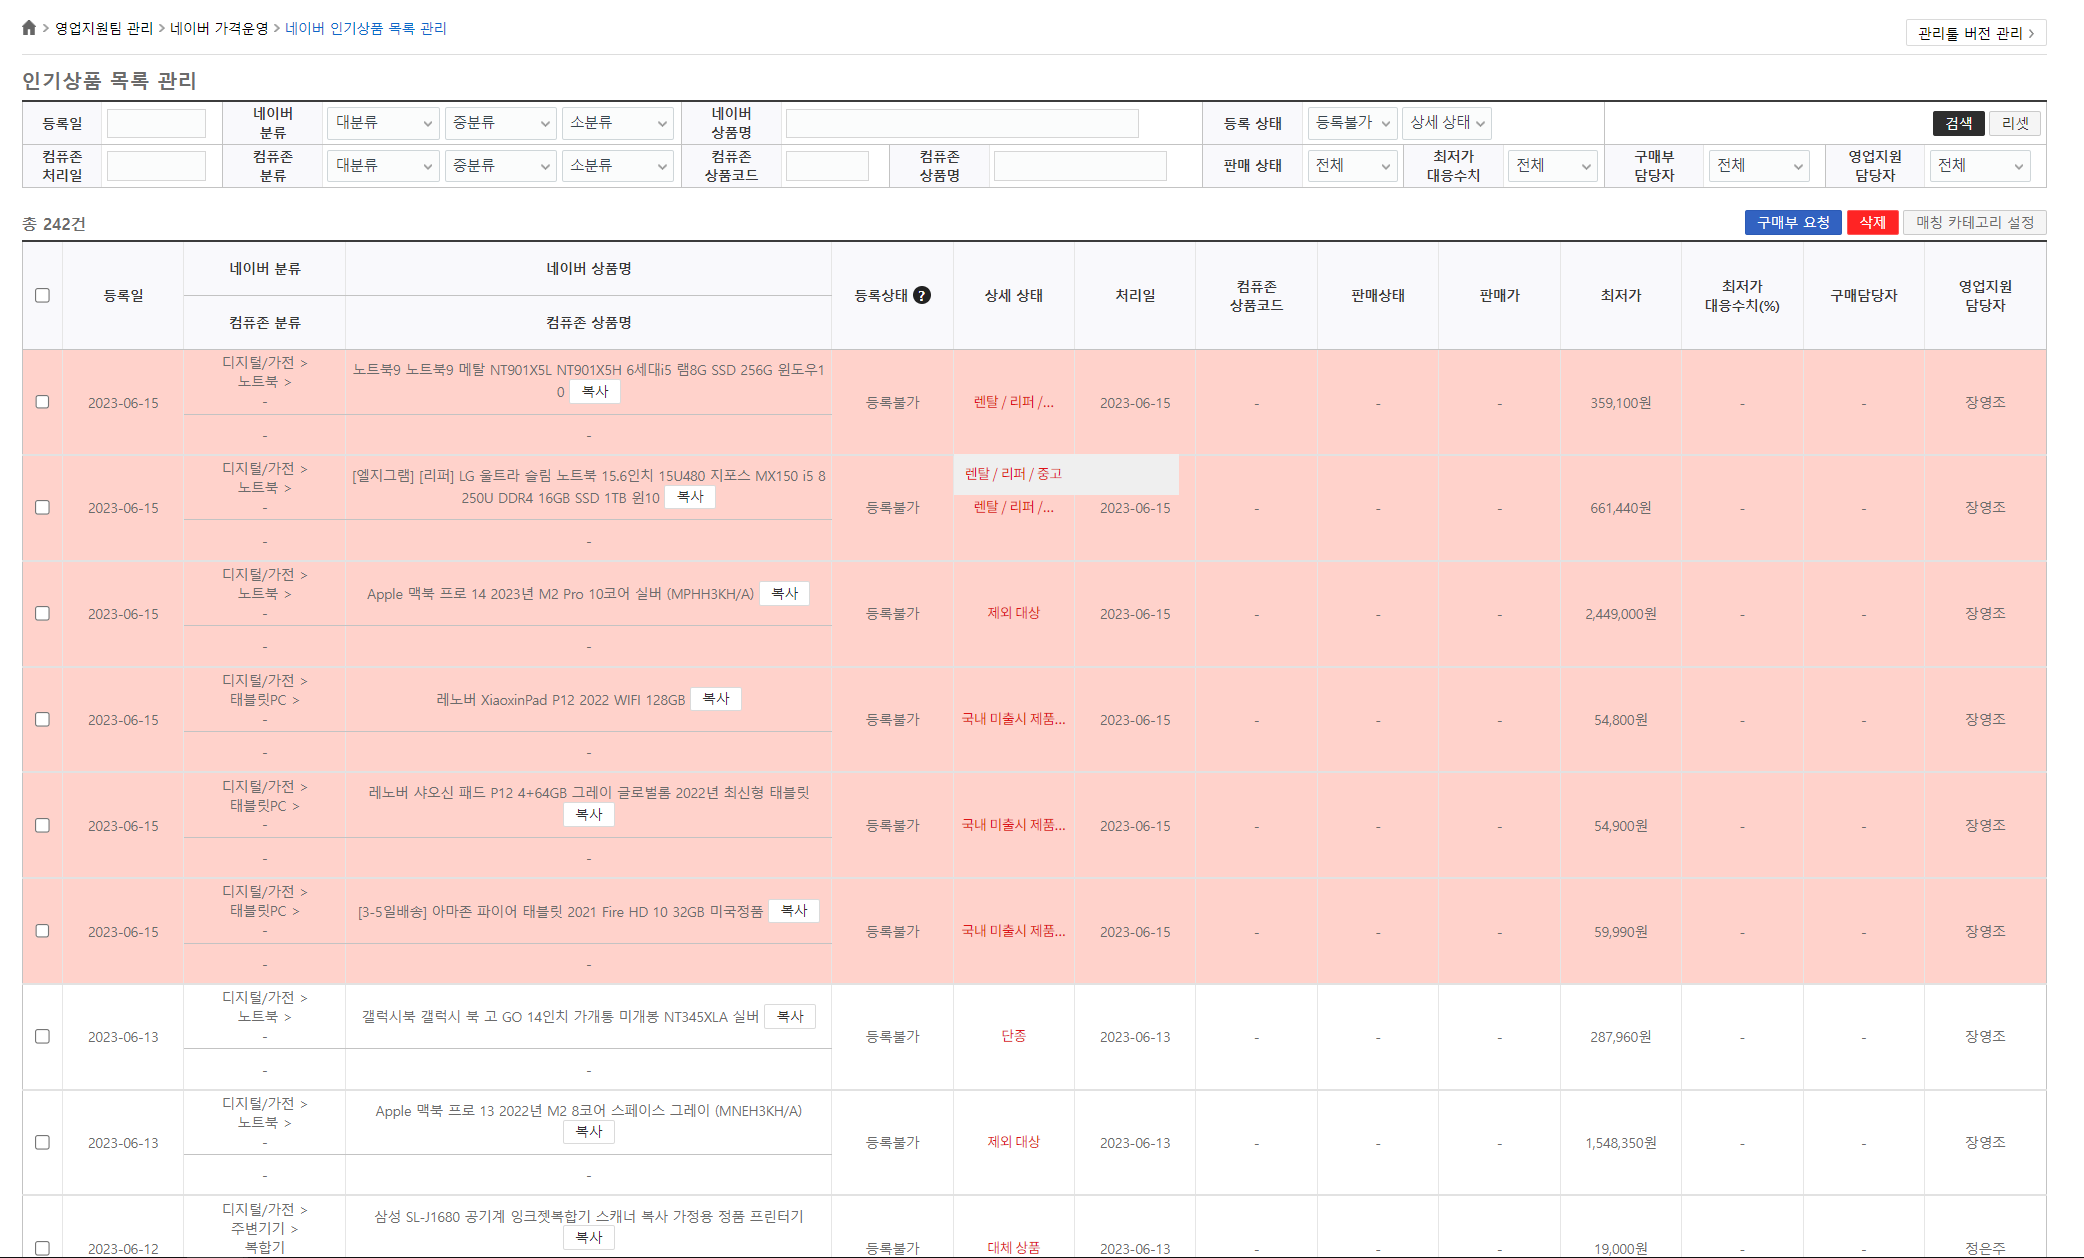 영업지원팀 관리 > 네이버 가격운영 > 네이버 인기상품 목록 관리
관리툴 버전 관리 >
인기상품 목록 관리
등록일 네이버 분류 대분류 중분류 소분류 네이버 상품명 등록 상태 등록불가 상세 상태 검색 리셋
컴퓨존 처리일 컴퓨존 분류 대분류 중분류 소분류 컴퓨존 상품코드 컴퓨존 상품명 판매 상태 전체 최저가 대응수치 전체 구매부 담당자 전체 영업지원 담당자 전체
총 242건
구매부 요청 삭제 매칭 카테고리 설정
등록일 네이버 분류 네이버 상품명 등록상태 ? 상세 상태 처리일 컴퓨존 상품코드 판매상태 판매가 최저가 최저가 대응수치(%) 구매담당자 영업지원 담당자
컴퓨존 분류 컴퓨존 상품명
디지털/가전 >
노트북 >
-
노트북9 노트북9 메탈 NT901X5L NT901X5H 6세대i5 램8G SSD 256G 윈도우1
0 복사
2023-06-15 등록불가 렌탈 / 리퍼 /... 2023-06-15 - - - 359,100원 - - 장영조
- -
디지털/가전 >
노트북 >
-
[엘지그램] [리퍼] LG 울트라 슬림 노트북 15.6인치 15U480 지포스 MX150 i5 8
250U DDR4 16GB SSD 1TB 윈10 복사
렌탈 / 리퍼 / 중고
2023-06-15 등록불가 렌탈 / 리퍼 /... 2023-06-15 - - - 661,440원 - - 장영조
- -
디지털/가전 >
노트북 >
-
Apple 맥북 프로 14 2023년 M2 Pro 10코어 실버 (MPHH3KH/A) 복사
2023-06-15 등록불가 제외 대상 2023-06-15 - - - 2,449,000원 - - 장영조
- -
디지털/가전 >
태블릿PC >
-
레노버 XiaoxinPad P12 2022 WIFI 128GB 복사
2023-06-15 등록불가 국내 미출시 제품... 2023-06-15 - - - 54,800원 - - 장영조
- -
디지털/가전 >
태블릿PC >
-
레노버 샤오신 패드 P12 4+64GB 그레이 글로벌롬 2022년 최신형 태블릿
복사
2023-06-15 등록불가 국내 미출시 제품... 2023-06-15 - - - 54,900원 - - 장영조
- -
디지털/가전 >
태블릿PC >
-
[3-5일배송] 아마존 파이어 태블릿 2021 Fire HD 10 32GB 미국정품 복사
2023-06-15 등록불가 국내 미출시 제품... 2023-06-15 - - - 59,990원 - - 장영조
- -
디지털/가전 >
노트북 >
-
갤럭시북 갤럭시 북 고 GO 14인치 가개통 미개봉 NT345XLA 실버 복사
2023-06-13 등록불가 단종 2023-06-13 - - - 287,960원 - - 장영조
- -
디지털/가전 >
노트북 >
-
Apple 맥북 프로 13 2022년 M2 8코어 스페이스 그레이 (MNEH3KH/A)
복사
2023-06-13 등록불가 제외 대상 2023-06-13 - - - 1,548,350원 - - 장영조
- -
디지털/가전 >
주변기기 >
복합기
삼성 SL-J1680 공기계 잉크젯복합기 스캐너 복사 가정용 정품 프린터기
복사
2023-06-12 등록불가 대체 상품 2023-06-13 - - - 19,000원 - - 정은주